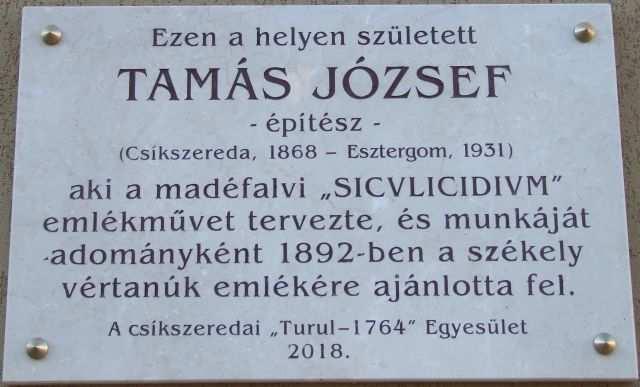 Ezen a helyen született
TAMÁS JÓZSEF
- építész -
(Csíkszereda, 1868 – Esztergom, 1931)
aki a madéfalvi „SICVLICIDIVM”
emlékművet tervezte, és munkáját
adományként 1892-ben a székely
vértanúk emlékére ajánlotta fel.
A csíkszeredai „Turul–1764” Egyesület
2018.